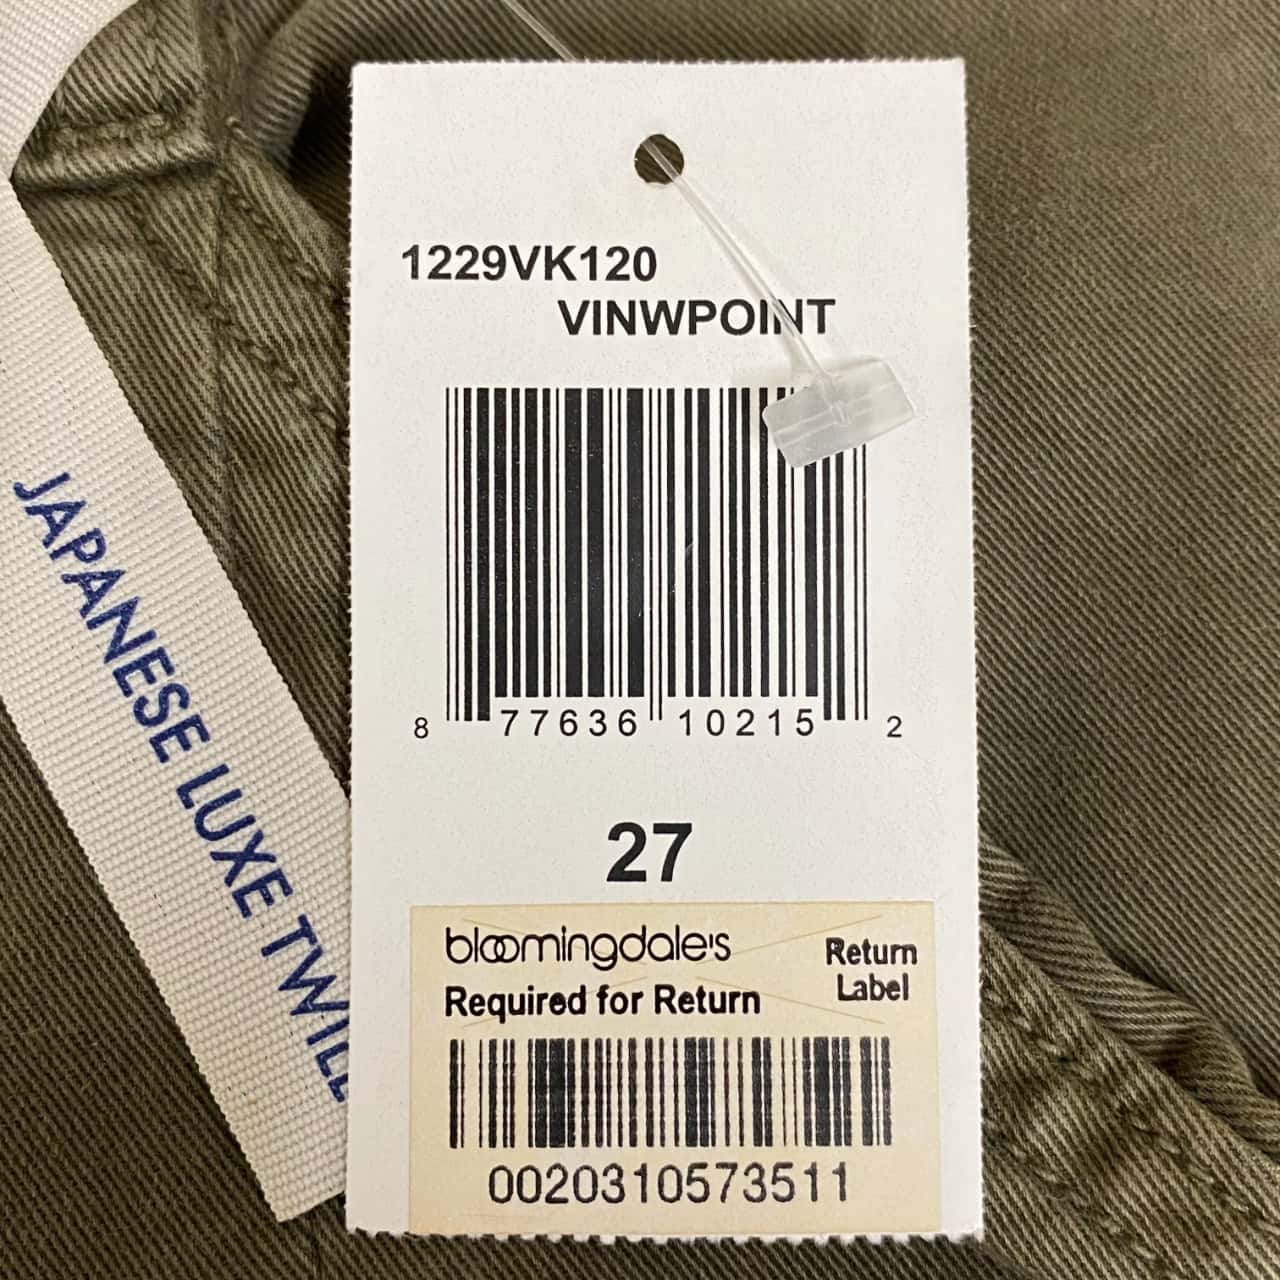 1229VK120
VINWPOINT
8 77636 10215 2
27
bloomingdale's
Return
Label
Required for Return
0020310573511
JAPANESE LUXE TWILL